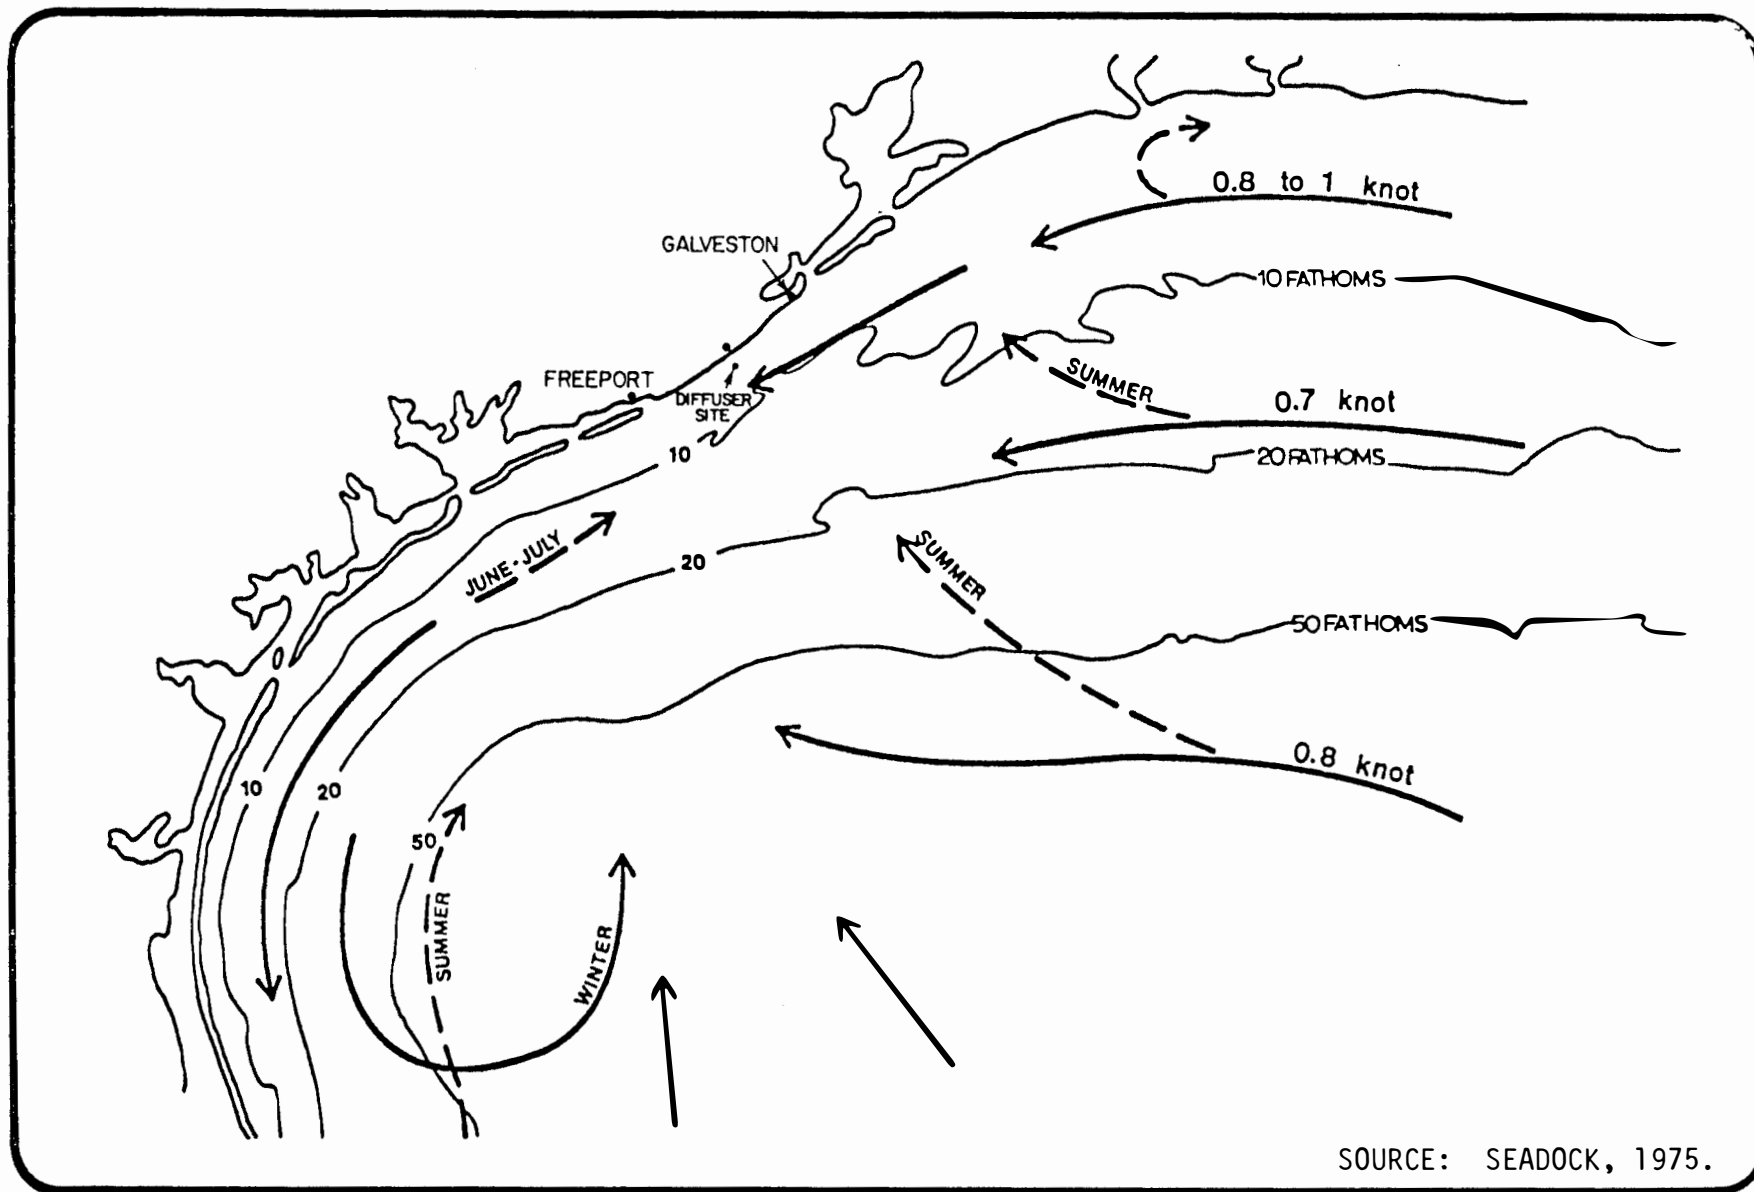 0.8 to 1 knot
GALVESTON
10 FATHOMS
SUMMER
FREEPORT
DIFFUSER
SITE
0.7 knot
10
20 FATHOMS
JUNE-JULY
20
SUMMER
50 FATHOMS
0.8 knot
10
20
50
SUMMER
WINTER
SOURCE: SEADOCK, 1975.